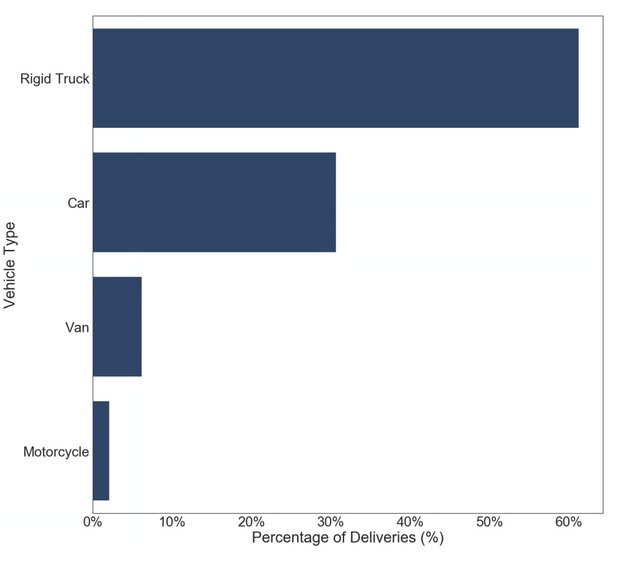 Rigid Truck
Car
Van
Motorcycle
Vehicle Type
0% 10% 20% 30% 40% 50% 60%
Percentage of Deliveries (%)